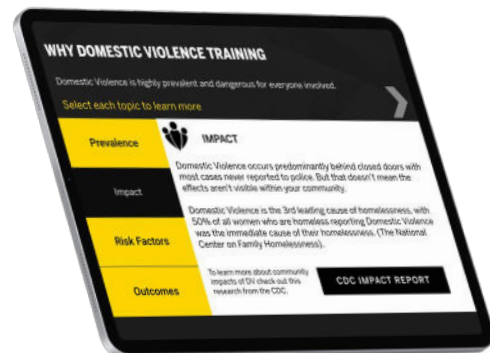 WHY DOMESTIC VIOLENCE TRAINING
Domestic Violence is highly prevalent and dangerous for everyone involved.
Select each topic to learn more
Prevalence
Impact
Risk Factors
Outcomes
IMPACT
Domestic Violence occurs predominantly behind closed doors with
most cases never reported to police. But that doesn't mean the
effects aren't visible within your community.
Domestic Violence is the 3rd leading cause of homelessness, with
50% of all women who are homeless reporting Domestic Violence
was the immediate cause of their homelessness. (The National
Center on Family Homelessness).
To learn more about community
impacts of DV check out this
research from the CDC.
CDC IMPACT REPORT